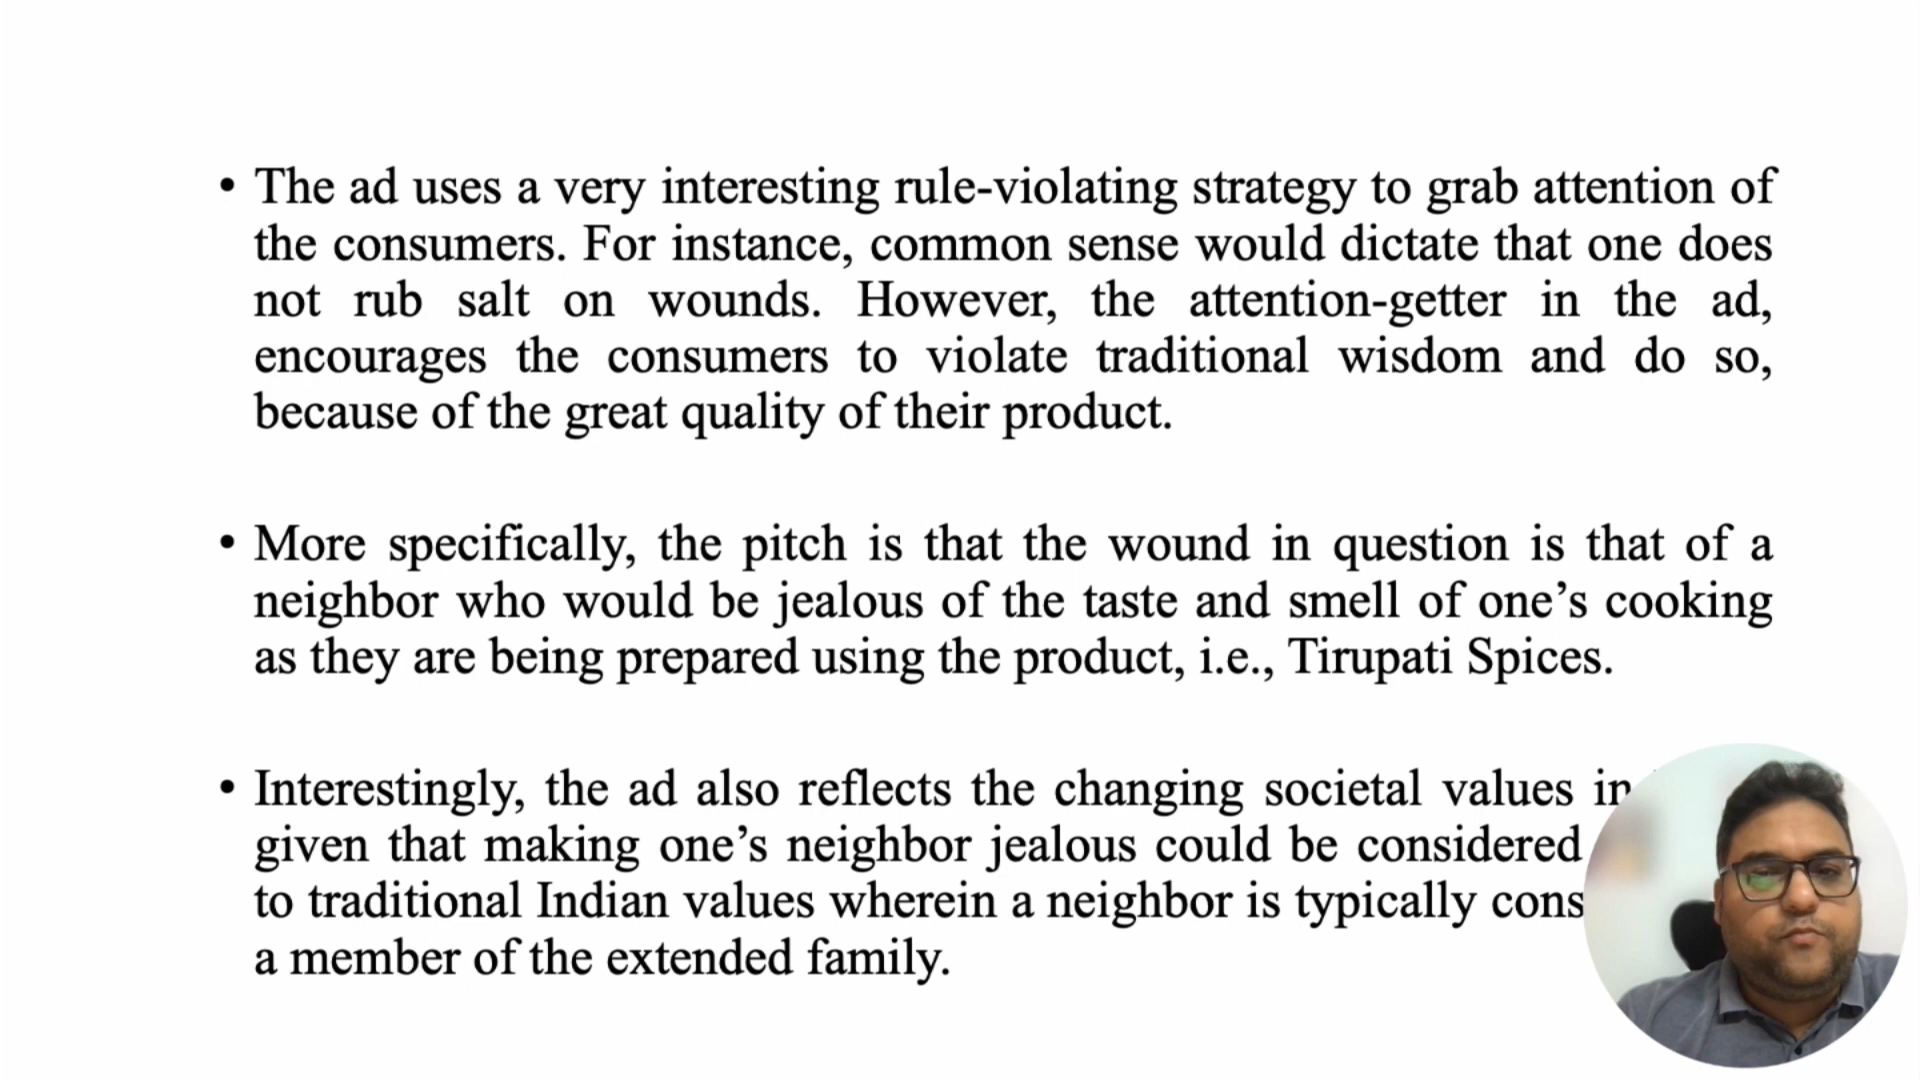 • The ad uses a very interesting rule-violating strategy to grab attention of
the consumers. For instance, common sense would dictate that one does
not rub salt on wounds. However, the attention-getter in the ad,
encourages the consumers to violate traditional wisdom and do so,
because of the great quality of their product.
• More specifically, the pitch is that the wound in question is that of a
neighbor who would be jealous of the taste and smell of one’s cooking
as they are being prepared using the product, i.e., Tirupati Spices.
• Interestingly, the ad also reflects the changing societal values in
given that making one’s neighbor jealous could be considered
to traditional Indian values wherein a neighbor is typically cons
a member of the extended family.